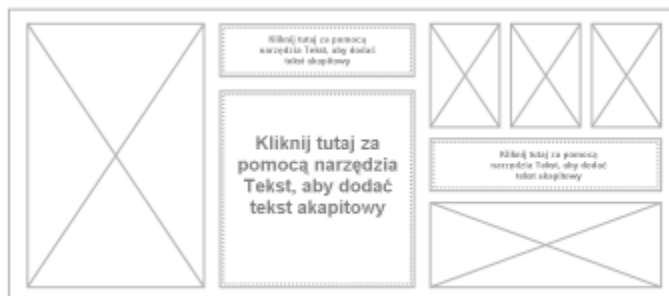 Kliknij tutaj za pomocą
narzędzia Tekst, aby dodać
tekst akapitowy
Kliknij tutaj za
pomocą narzędzia
Tekst, aby dodać
tekst akapitowy
Kliknij tutaj za pomocą
narzędzia Tekst, aby dodać
tekst akapitowy